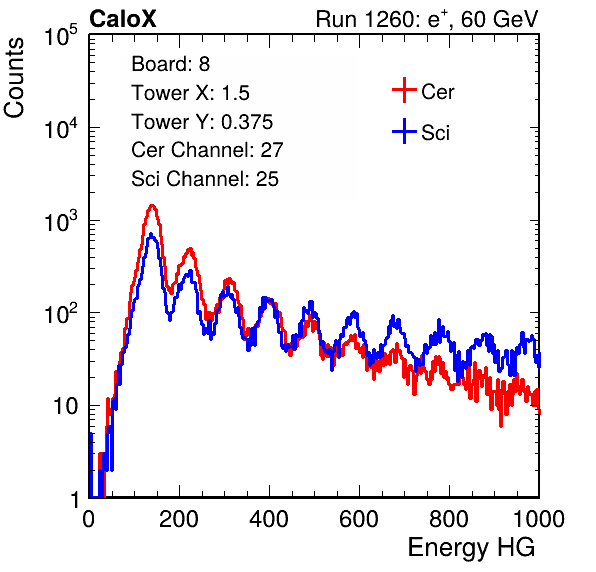 CaloX Run 1260: e⁺, 60 GeV
Counts
10⁵
10⁴
10³
10²
10
1
Board: 8
Tower X: 1.5
Tower Y: 0.375
Cer Channel: 27
Sci Channel: 25
Cer
Sci
0 200 400 600 800 1000
Energy HG